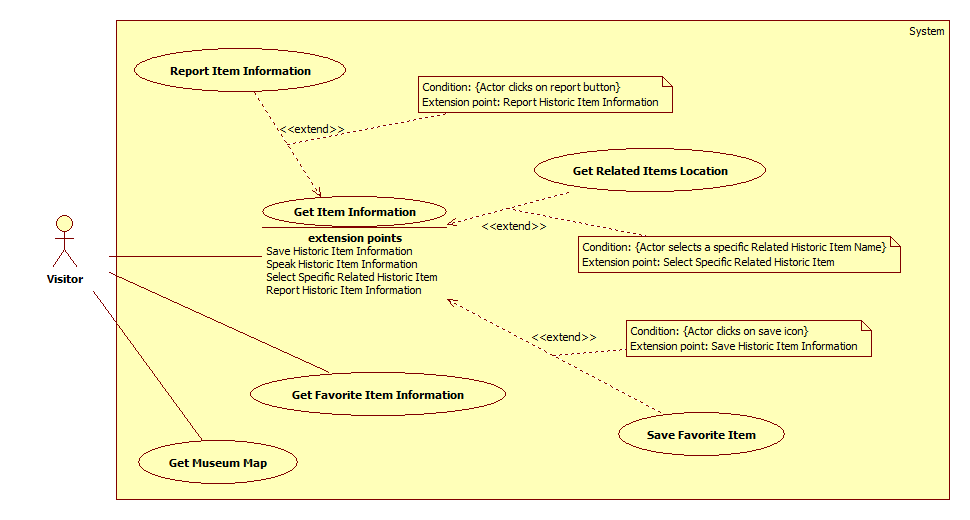 System
Report Item Information
Condition: {Actor clicks on report button}
Extension point: Report Historic Item Information
<<extend>>
Get Related Items Location
Get Item Information
<<extend>>
extension points
Save Historic Item Information
Speak Historic Item Information
Select Specific Related Historic Item
Report Historic Item Information
Condition: {Actor selects a specific Related Historic Item Name}
Extension point: Select Specific Related Historic Item
Visitor
<<extend>>
Condition: {Actor clicks on save icon}
Extension point: Save Historic Item Information
Get Favorite Item Information
Save Favorite Item
Get Museum Map